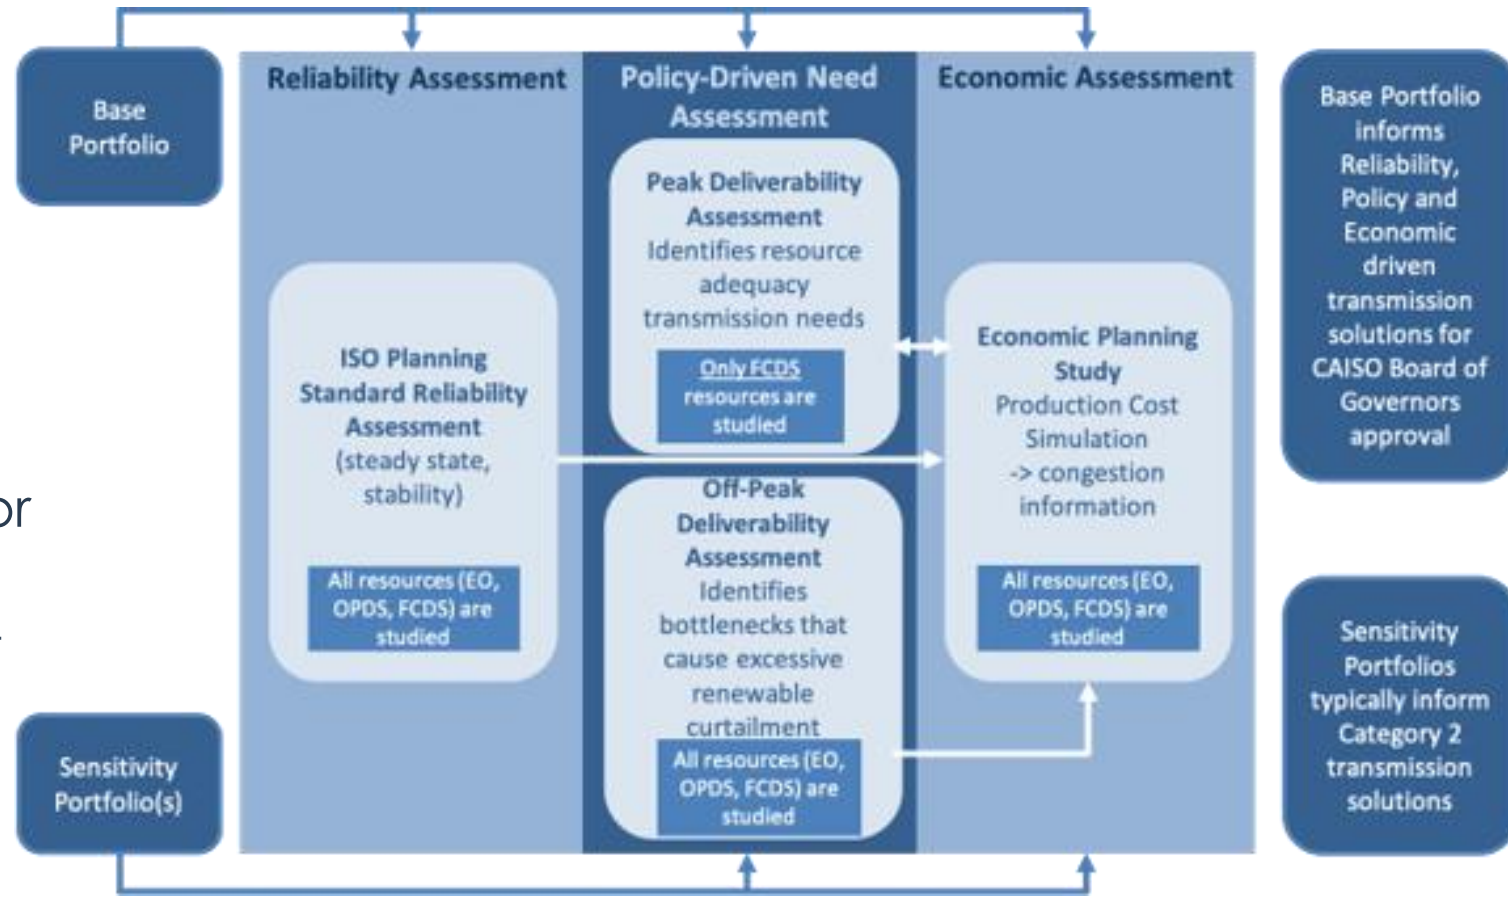 Base
Portfolio
Reliability Assessment
Policy-Driven Need
Assessment
Economic Assessment
Peak Deliverability
Assessment
Identifies resource
adequacy
transmission needs
Only FCDS
resources are
studied
ISO Planning
Standard Reliability
Assessment
(steady state,
stability)
All resources (EO,
OPDS, FCDS) are
studied
Off-Peak
Deliverability
Assessment
Identifies
bottlenecks that
cause excessive
renewable
curtailment
All resources (EO,
OPDS, FCDS) are
studied
Economic Planning
Study
Production Cost
Simulation
-> congestion
information
All resources (EO,
OPDS, FCDS) are
studied
Base Portfolio
informs
Reliability,
Policy and
Economic
driven
transmission
solutions for
CAISO Board of
Governors
approval
or
Sensitivity
Portfolio(s)
Sensitivity
Portfolios
typically inform
Category 2
transmission
solutions